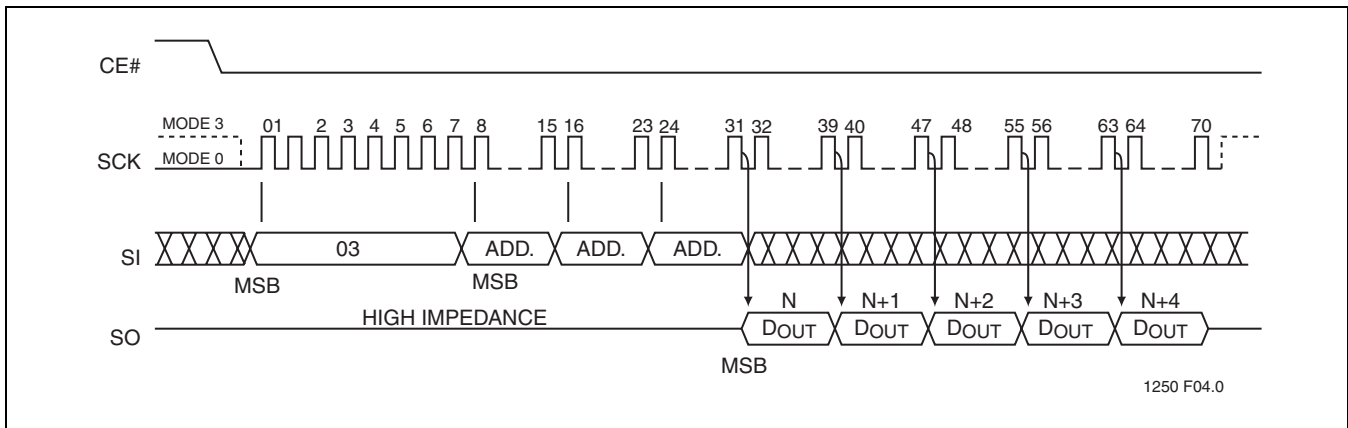 CE#
MODE 3
MODE 0
SCK
01 2 3 4 5 6 7 8 15 16 23 24 31 32 39 40 47 48 55 56 63 64 70
SI
03 ADD. ADD. ADD.
MSB MSB
HIGH IMPEDANCE
N N+1 N+2 N+3 N+4
SO
DOUT DOUT DOUT DOUT DOUT
MSB
1250 F04.0